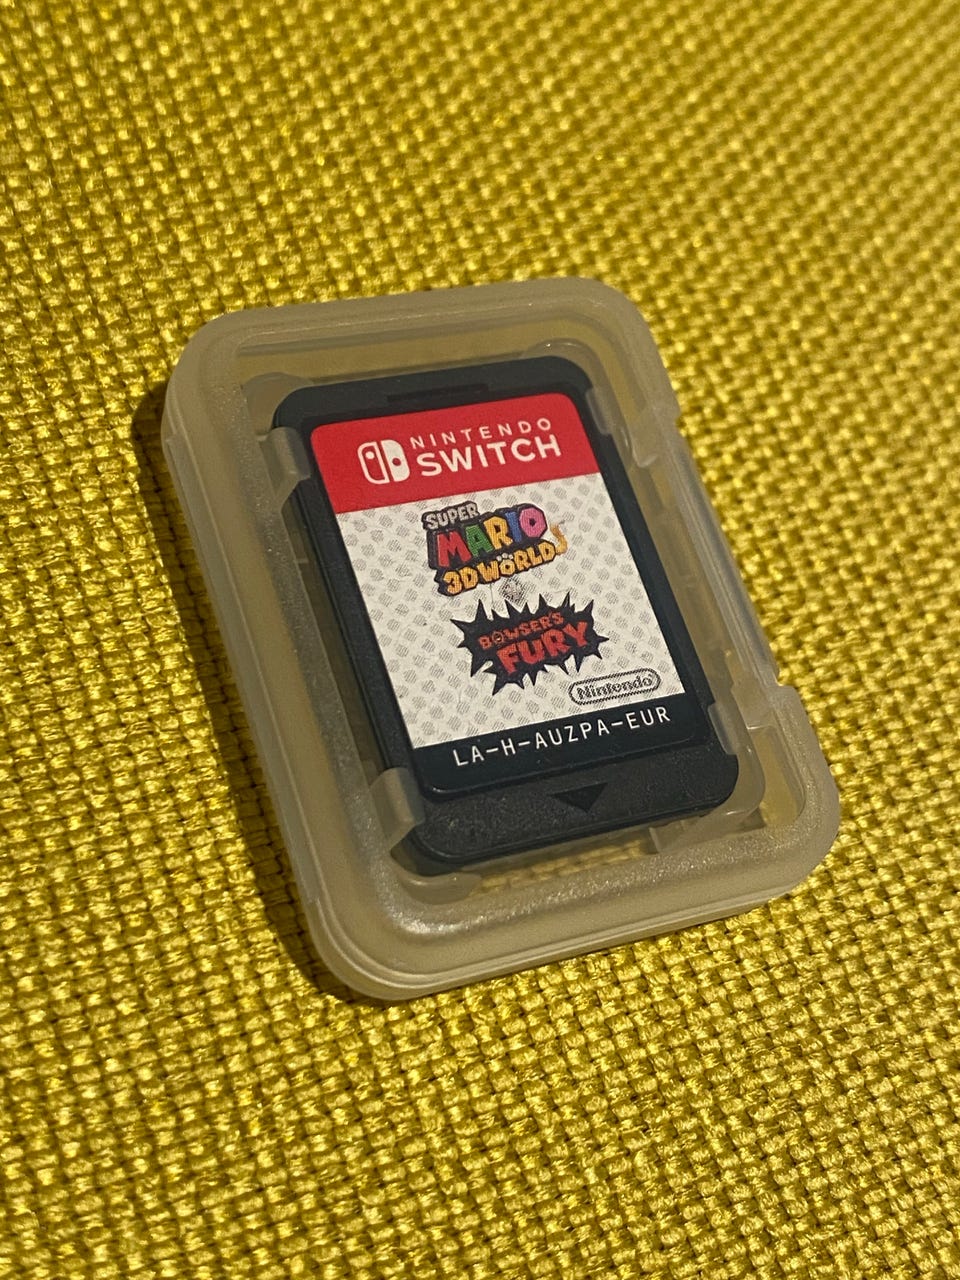 NINTENDO
SWITCH
SUPER
MARIO
3D WORLD
BOWSER'S
FURY
Nintendo
LA-H-AUZPA-EUR